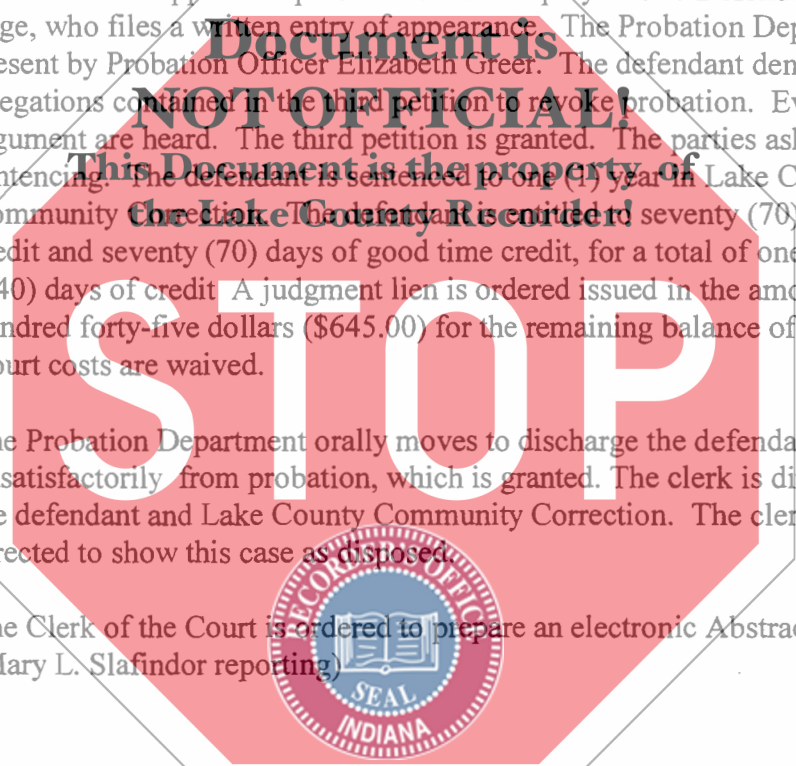 ge, who files a written entry of appearance. The Probation Dep
Document is
esent by Probation Officer Elizabeth Greer. The defendant den
egations contained in the third petition to revoke probation. Ev
NOT OFFICIAL!
gument are heard. The third petition is granted. The parties as
ntencing. The defendant is sentenced to one (1) year in Lake C
This Document is the property of
ommunity Correction. The defendant is entitled to seventy (70)
the Lake County Recorder!
edit and seventy (70) days of good time credit, for a total of one
40) days of credit A judgment lien is ordered issued in the amo
ndred forty-five dollars ($645.00) for the remaining balance of
ourt costs are waived.
STOP
ne Probation Department orally moves to discharge the defenda
satisfactorily from probation, which is granted. The clerk is di
e defendant and Lake County Community Correction. The cler
rected to show this case as disposed.
ne Clerk of the Court is ordered to prepare an electronic Abstrac
Mary L. Slafindor reporting)
RECORDER'S OFFICE
SEAL
INDIANA